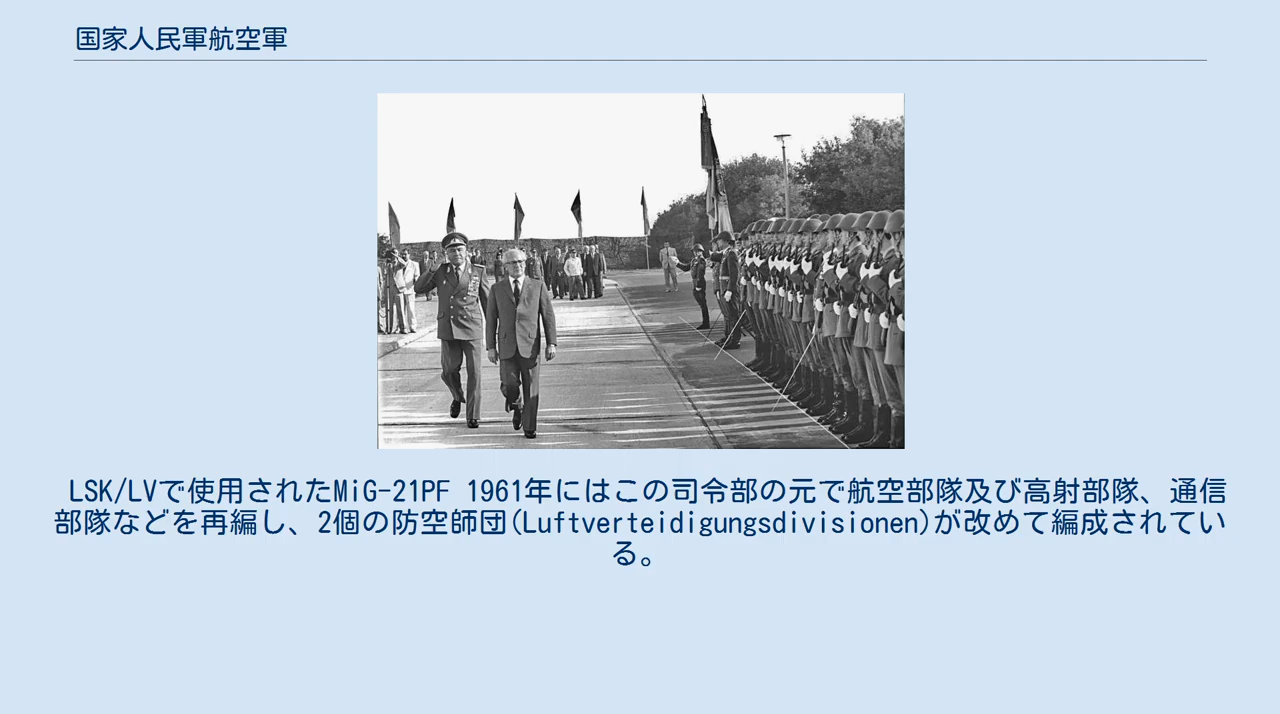 国家人民軍航空軍
LSK/LVで使用されたMiG-21PF 1961年にはこの司令部の元で航空部隊及び高射部隊、通信
部隊などを再編し、2個の防空師団(Luftverteidigungsdivisionen)が改めて編成されてい
る。